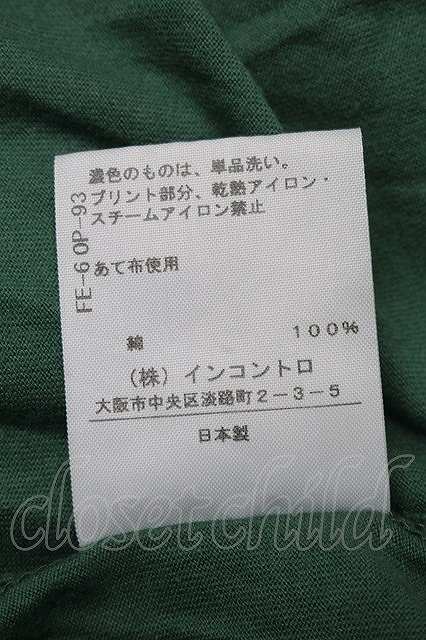 濃色のものは、単品洗い。
プリント部分、乾熱アイロン・
スチームアイロン禁止
あて布使用
FE-60P-93
綿 100%
(株)インコントロ
大阪市中央区淡路町2-3-5
日本製
closetchild